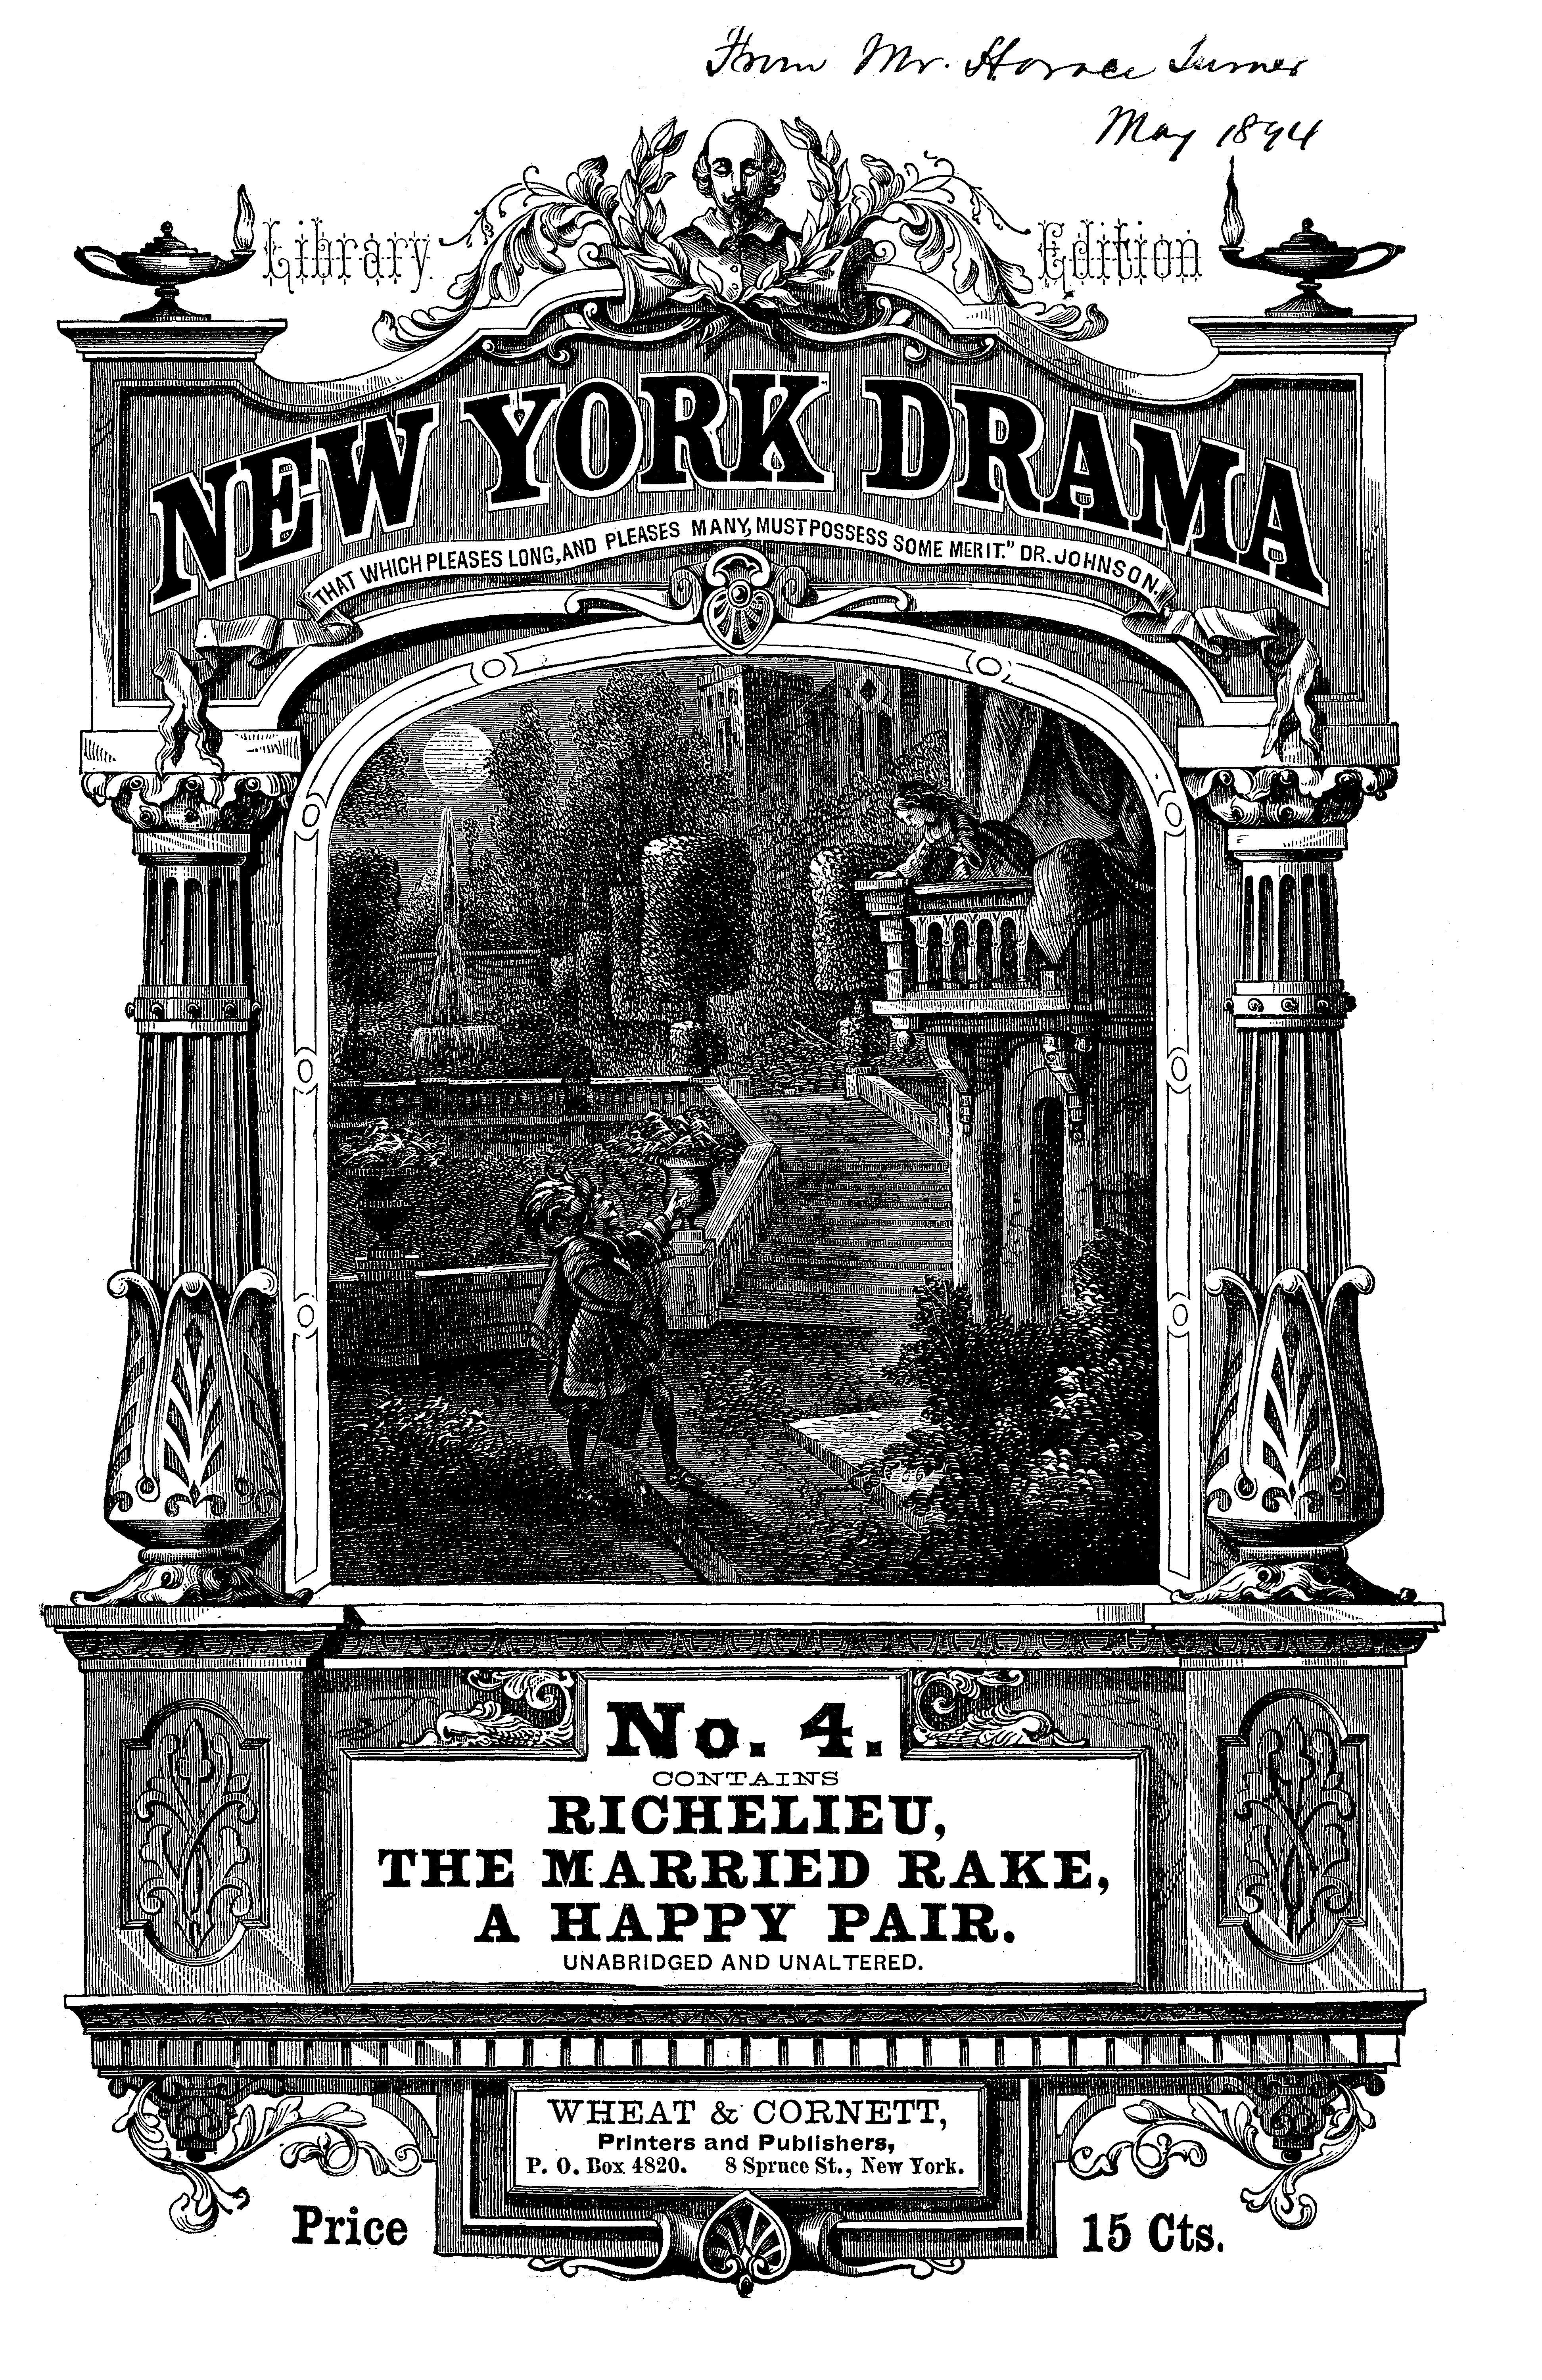 From Mr. Horace Turner
May 1894
Library Edition
NEW YORK DRAMA
THAT WHICH PLEASES LONG, AND PLEASES MANY, MUST POSSESS SOME MERIT." DR. JOHNSON.
No. 4.
CONTAINS
RICHELIEU,
THE MARRIED RAKE,
A HAPPY PAIR.
UNABRIDGED AND UNALTERED.
WHEAT & CORNETT,
Printers and Publishers,
P. O. Box 4820. 8 Spruce St., New York.
Price 15 Cts.